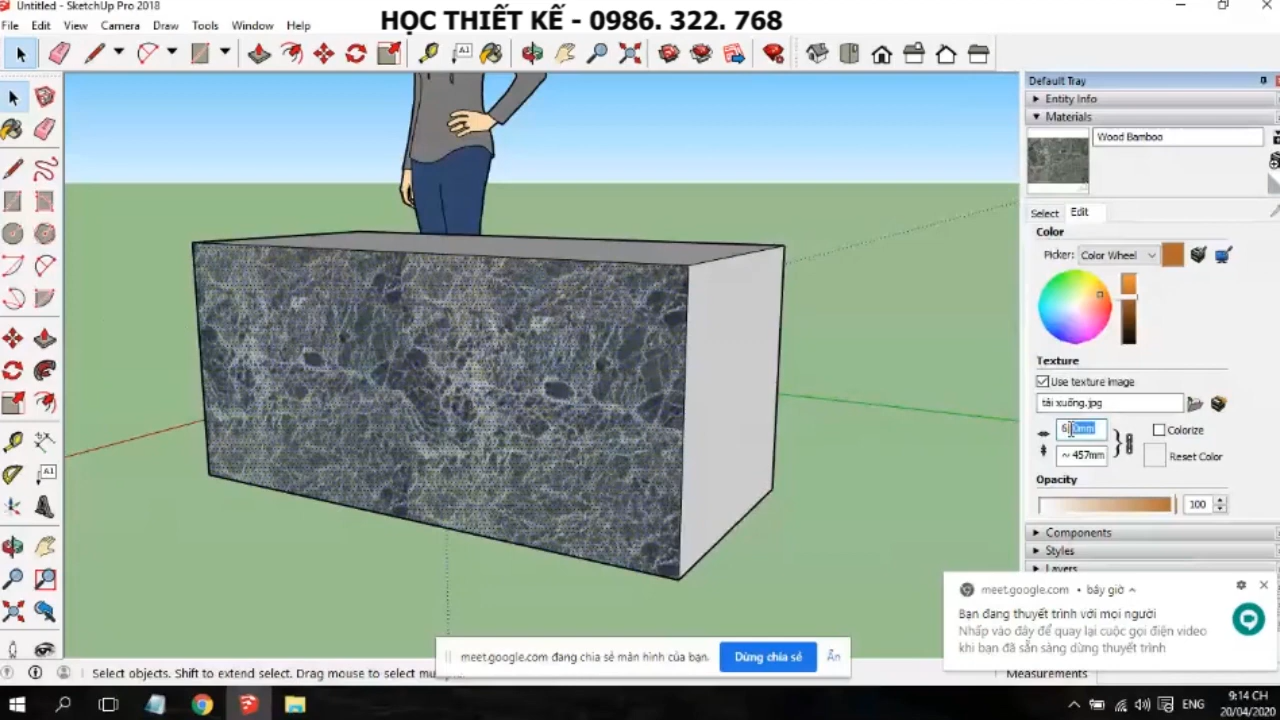 Untitled - SketchUp Pro 2018
HỌC THIẾT KẾ - 0986. 322. 768
File Edit View Camera Draw Tools Window Help
A1
Default Tray
Entity Info
Materials
Wood Bamboo
Select Edit
Color
Picker: Color Wheel
Texture
Use texture image
tải xuống.jpg
Colorize
~ 457mm
Reset Color
Opacity
100
A1
Components
Styles
Layers
meet.google.com • bây giờ
Bạn đang thuyết trình với mọi người
Nhấp vào đây để quay lại cuộc gọi điện video
khi bạn đã sẵn sàng dừng thuyết trình
meet.google.com đang chia sẻ màn hình của bạn.
Dừng chia sẻ
Ẩn
Select objects. Shift to extend select. Drag mouse to select
Measurements
ENG
9:14 CH
20/04/2020